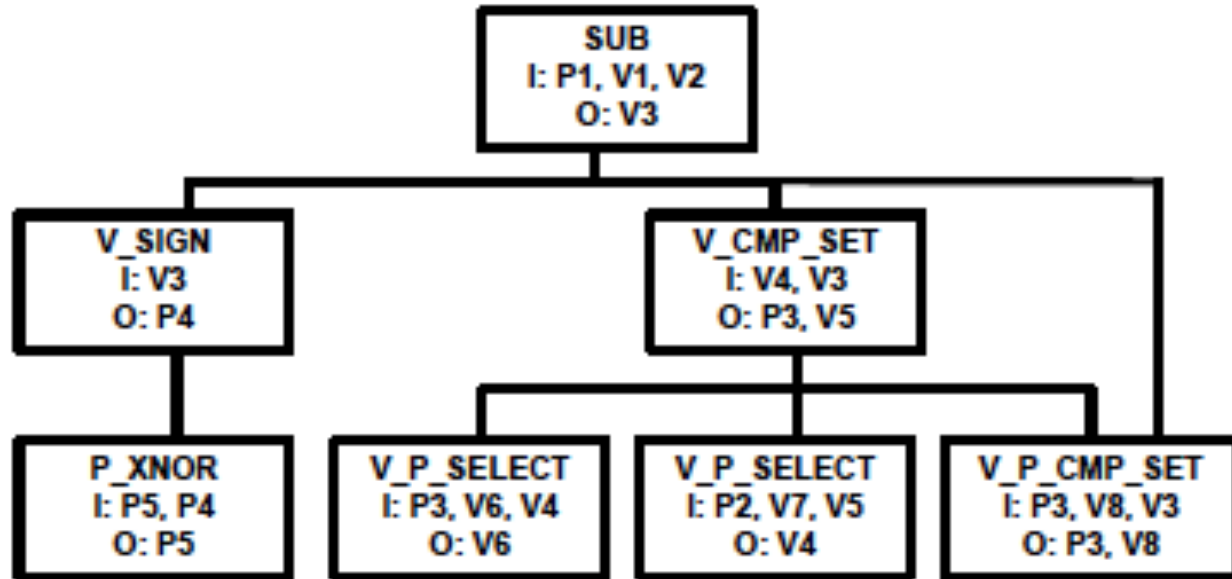 SUB
I: P1, V1, V2
O: V3
V_SIGN
I: V3
O: P4
V_CMP_SET
I: V4, V3
O: P3, V5
P_XNOR
I: P5, P4
O: P5
V_P_SELECT
I: P3, V6, V4
O: V6
V_P_SELECT
I: P2, V7, V5
O: V4
V_P_CMP_SET
I: P3, V8, V3
O: P3, V8